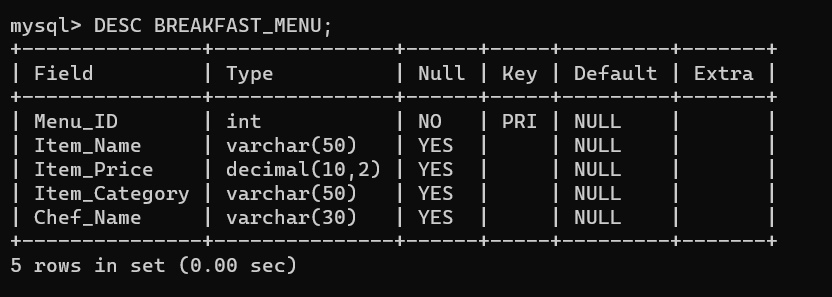 mysql> DESC BREAKFAST_MENU;
+---------------+---------------+------+-----+---------+-------+
| Field         | Type          | Null | Key | Default | Extra |
+---------------+---------------+------+-----+---------+-------+
| Menu_ID       | int           | NO   | PRI | NULL    |       |
| Item_Name     | varchar(50)   | YES  |     | NULL    |       |
| Item_Price    | decimal(10,2) | YES  |     | NULL    |       |
| Item_Category | varchar(50)   | YES  |     | NULL    |       |
| Chef_Name     | varchar(30)   | YES  |     | NULL    |       |
+---------------+---------------+------+-----+---------+-------+
5 rows in set (0.00 sec)